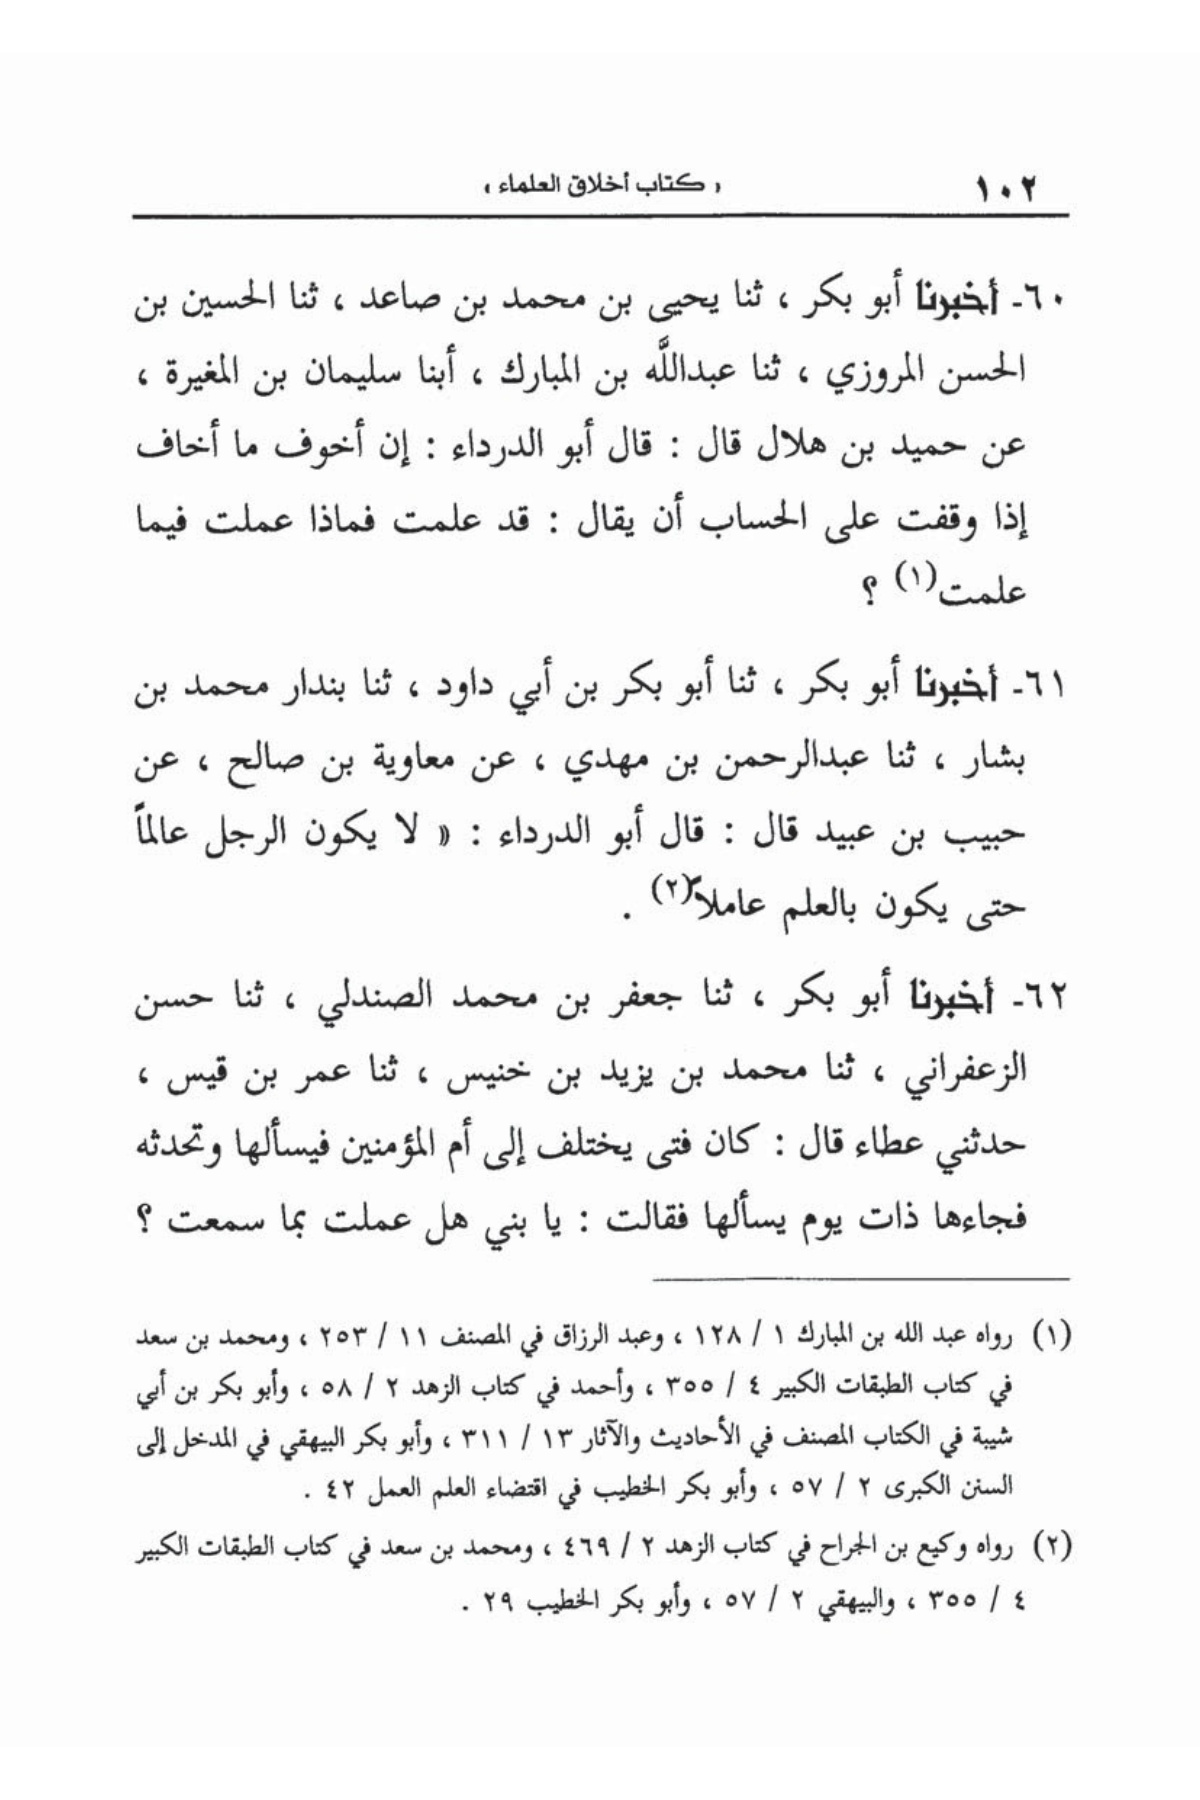 ١٠٢
« كتاب أخلاق العلماء »
٦٠ـ أخبرنا أبو بكر ، ثنا يحيى بن محمد بن صاعد ، ثنا الحسين بن
الحسن المروزي ، ثنا عبداللَّه بن المبارك ، أبنا سليمان بن المغيرة ،
عن حميد بن هلال قال : قال أبو الدرداء : إن أخوف ما أخاف
إذا وقفت على الحساب أن يقال : قد علمت فماذا عملت فيما
علمت(١) ؟
٦١ـ أخبرنا أبو بكر ، ثنا أبو بكر بن أبي داود ، ثنا بندار محمد بن
بشار ، ثنا عبدالرحمن بن مهدي ، عن معاوية بن صالح ، عن
حبيب بن عبيد قال : قال أبو الدرداء : « لا يكون الرجل عالماً
حتى يكون بالعلم عاملاً(٢) .
٦٢ـ أخبرنا أبو بكر ، ثنا جعفر بن محمد الصندلي ، ثنا حسن
الزعفراني ، ثنا محمد بن يزيد بن خنيس ، ثنا عمر بن قيس ،
حدثني عطاء قال : كان فتى يختلف إلى أم المؤمنين فيسألها وتحدثه
فجاءها ذات يوم يسألها فقالت : يا بني هل عملت بما سمعت ؟
(١) رواه عبد الله بن المبارك ١ / ١٢٨ ، وعبد الرزاق في المصنف ١١ / ٢٥٣ ، ومحمد بن سعد
في كتاب الطبقات الكبير ٤ / ٣٥٥ ، وأحمد في كتاب الزهد ٢ / ٥٨ ، وأبو بكر بن أبي
شيبة في الكتاب المصنف في الأحاديث والآثار ١٣ / ٣١١ ، وأبو بكر البيهقي في المدخل إلى
السنن الكبرى ٢ / ٥٧ ، وأبو بكر الخطيب في اقتضاء العلم العمل ٤٢ .
(٢) رواه وكيع بن الجراح في كتاب الزهد ٢ / ٤٦٩ ، ومحمد بن سعد في كتاب الطبقات الكبير
٤ / ٣٥٥ ، والبيهقي ٢ / ٥٧ ، وأبو بكر الخطيب ٢٩ .